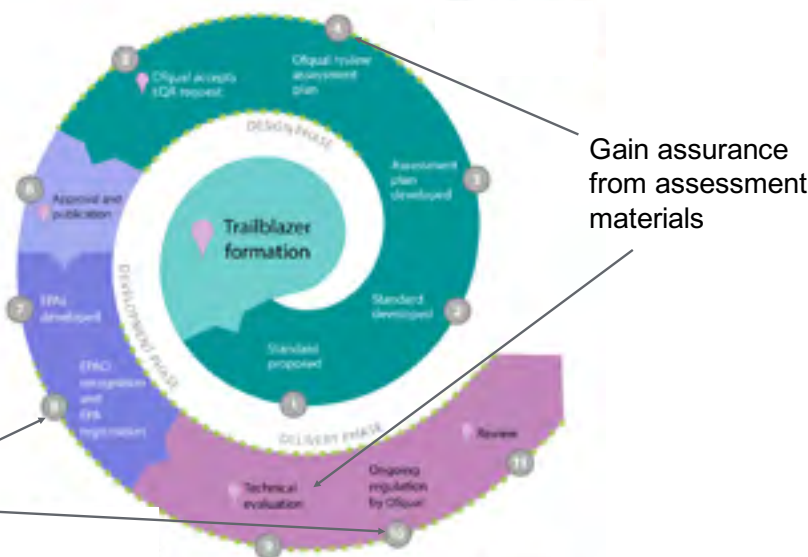 Trailblazer
formation
1
Standard
proposed
2
Standard
developed
3
Assessment
plan
developed
4
Ofqual review
assessment
plan
5
Ofqual accepts
EQA request
6
Approval and
publication
7
EPAs
developed
8
EPAO
recognition
and
EPA
registration
9
Technical
evaluation
10
Ongoing
regulation
by Ofqual
11
Review
DESIGN PHASE
DEVELOPMENT PHASE
DELIVERY PHASE
Gain assurance
from assessment
materials